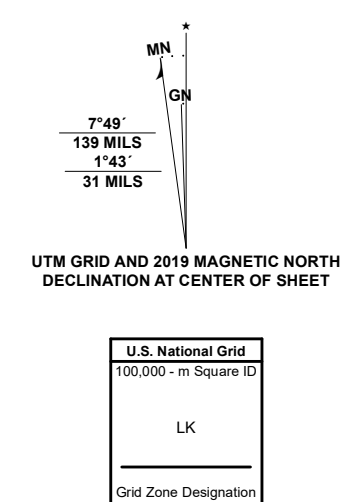 ★
MN
GN
7°49´
139 MILS
1°43´
31 MILS
UTM GRID AND 2019 MAGNETIC NORTH
DECLINATION AT CENTER OF SHEET
U.S. National Grid
100,000 - m Square ID
LK
Grid Zone Designation